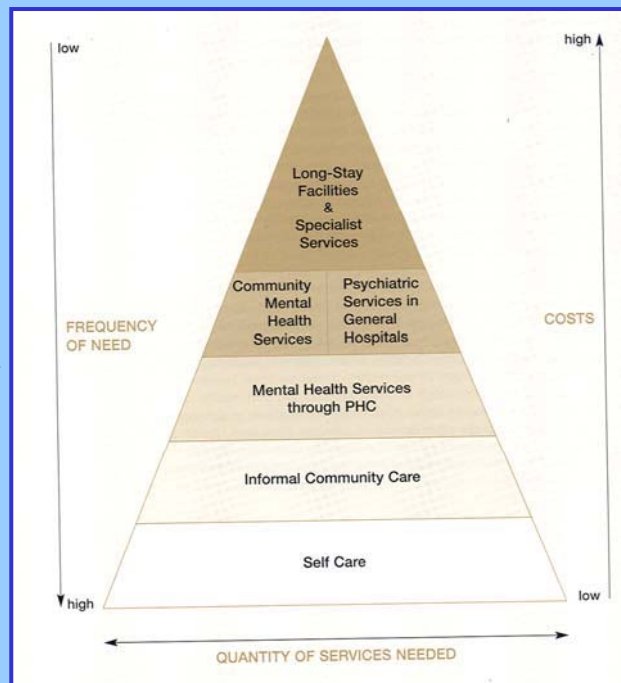 low
high
Long-Stay
Facilities
&
Specialist
Services
Community
Mental
Health
Services
Psychiatric
Services in
General
Hospitals
FREQUENCY
OF NEED
COSTS
Mental Health Services
through PHC
Informal Community Care
Self Care
high
low
QUANTITY OF SERVICES NEEDED